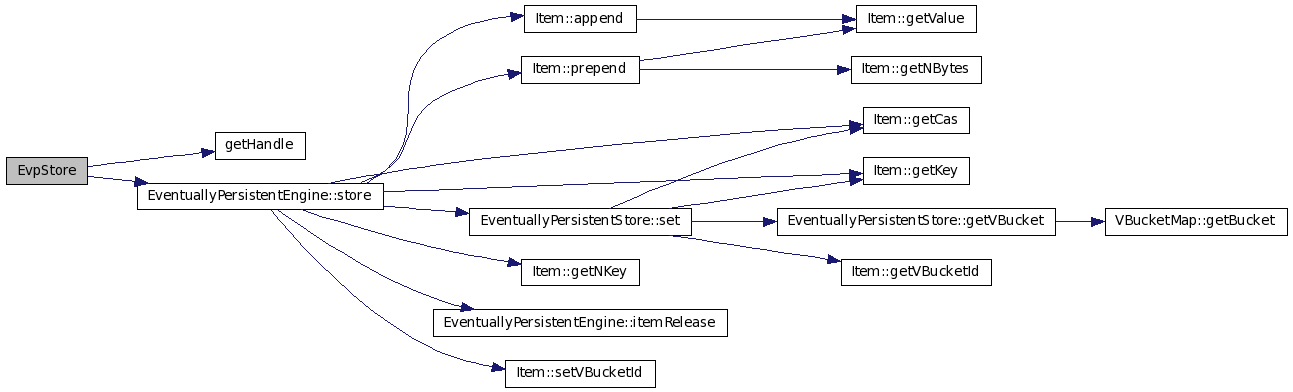 EvpStore
getHandle
EventuallyPersistentEngine::store
Item::append
Item::prepend
EventuallyPersistentStore::set
Item::getNKey
EventuallyPersistentEngine::itemRelease
Item::setVBucketId
Item::getValue
Item::getNBytes
Item::getCas
Item::getKey
EventuallyPersistentStore::getVBucket
Item::getVBucketId
VBucketMap::getBucket